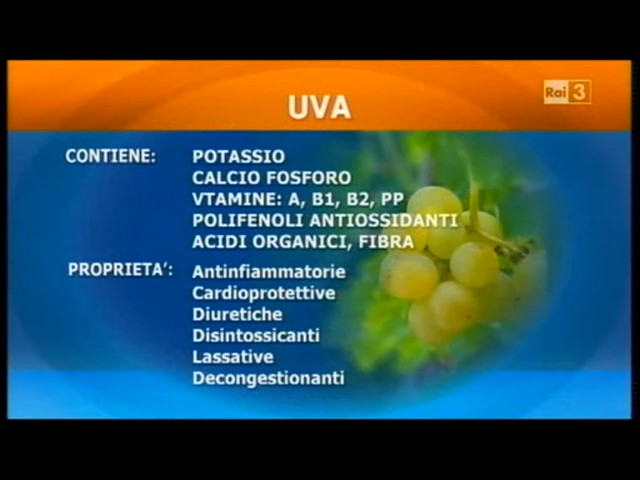 UVA
Rai 3
CONTIENE: POTASSIO
CALCIO FOSFORO
VTAMINE: A, B1, B2, PP
POLIFENOLI ANTIOSSIDANTI
ACIDI ORGANICI, FIBRA
PROPRIETA': Antinfiammatorie
Cardioprotettive
Diuretiche
Disintossicanti
Lassative
Decongestionanti